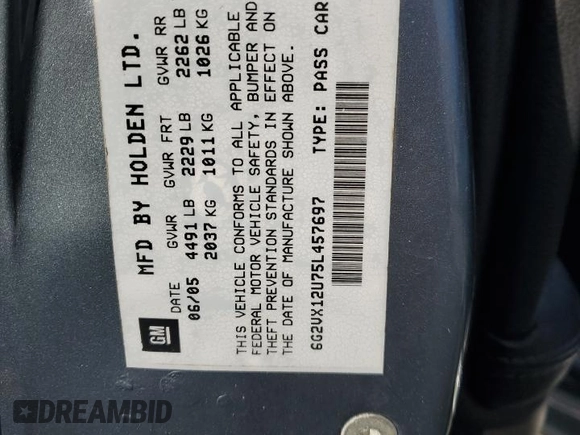 MFD BY HOLDEN LTD.
DATE GVWR GVWR FRT GVWR RR
06/05 4491 LB 2229 LB 2262 LB
2037 KG 1011 KG 1026 KG
GM
THIS VEHICLE CONFORMS TO ALL APPLICABLE
FEDERAL MOTOR VEHICLE SAFETY, BUMPER AND
THEFT PREVENTION STANDARDS IN EFFECT ON
THE DATE OF MANUFACTURE SHOWN ABOVE.
6G2VX12U75L457697 TYPE: PASS CAR
DREAMBID